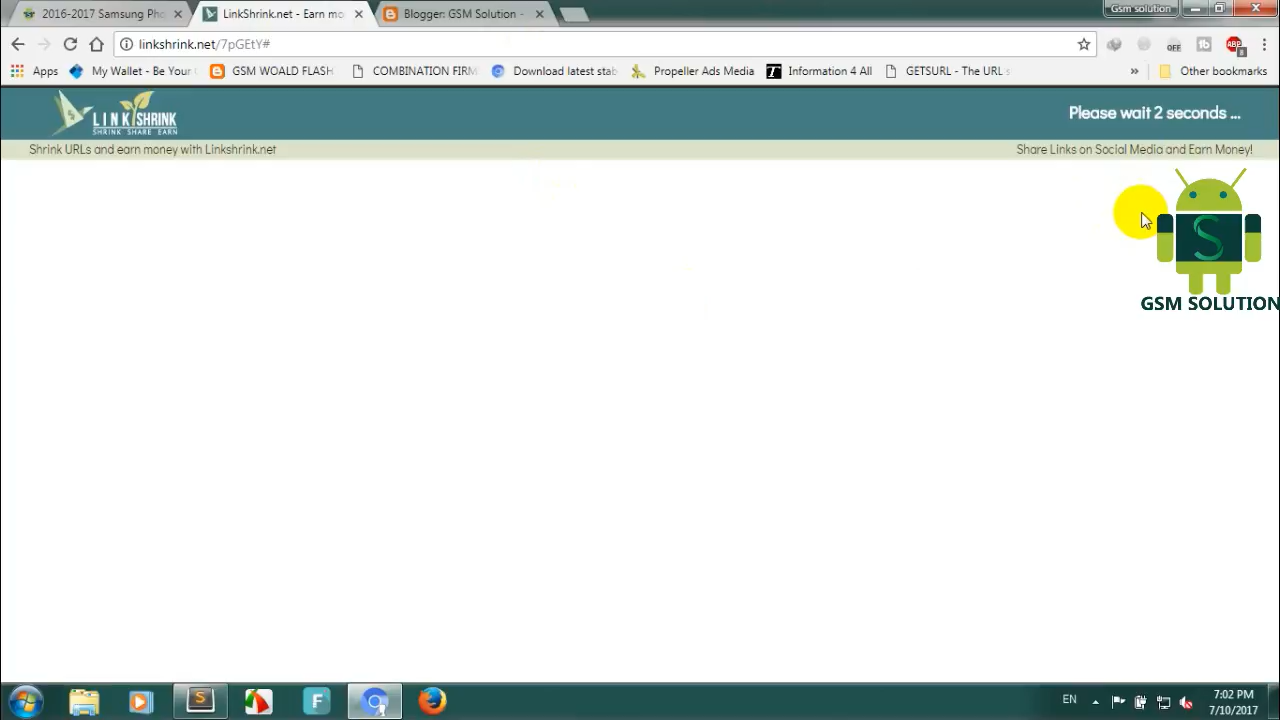 2016-2017 Samsung Pho
LinkShrink.net - Earn mo
Blogger: GSM Solution -
Gsm solution
linkshrink.net/7pGEtY#
OFF
ABP
8
Apps
My Wallet - Be Your
GSM WOALD FLASH
COMBINATION FIRM
Download latest stab
Propeller Ads Media
Information 4 All
GETSURL - The URL s
»
Other bookmarks
LINKSHRINK
SHRINK SHARE EARN
Please wait 2 seconds ...
Shrink URLs and earn money with Linkshrink.net
Share Links on Social Media and Earn Money!
S
GSM SOLUTION
S
F
EN
7:02 PM
7/10/2017